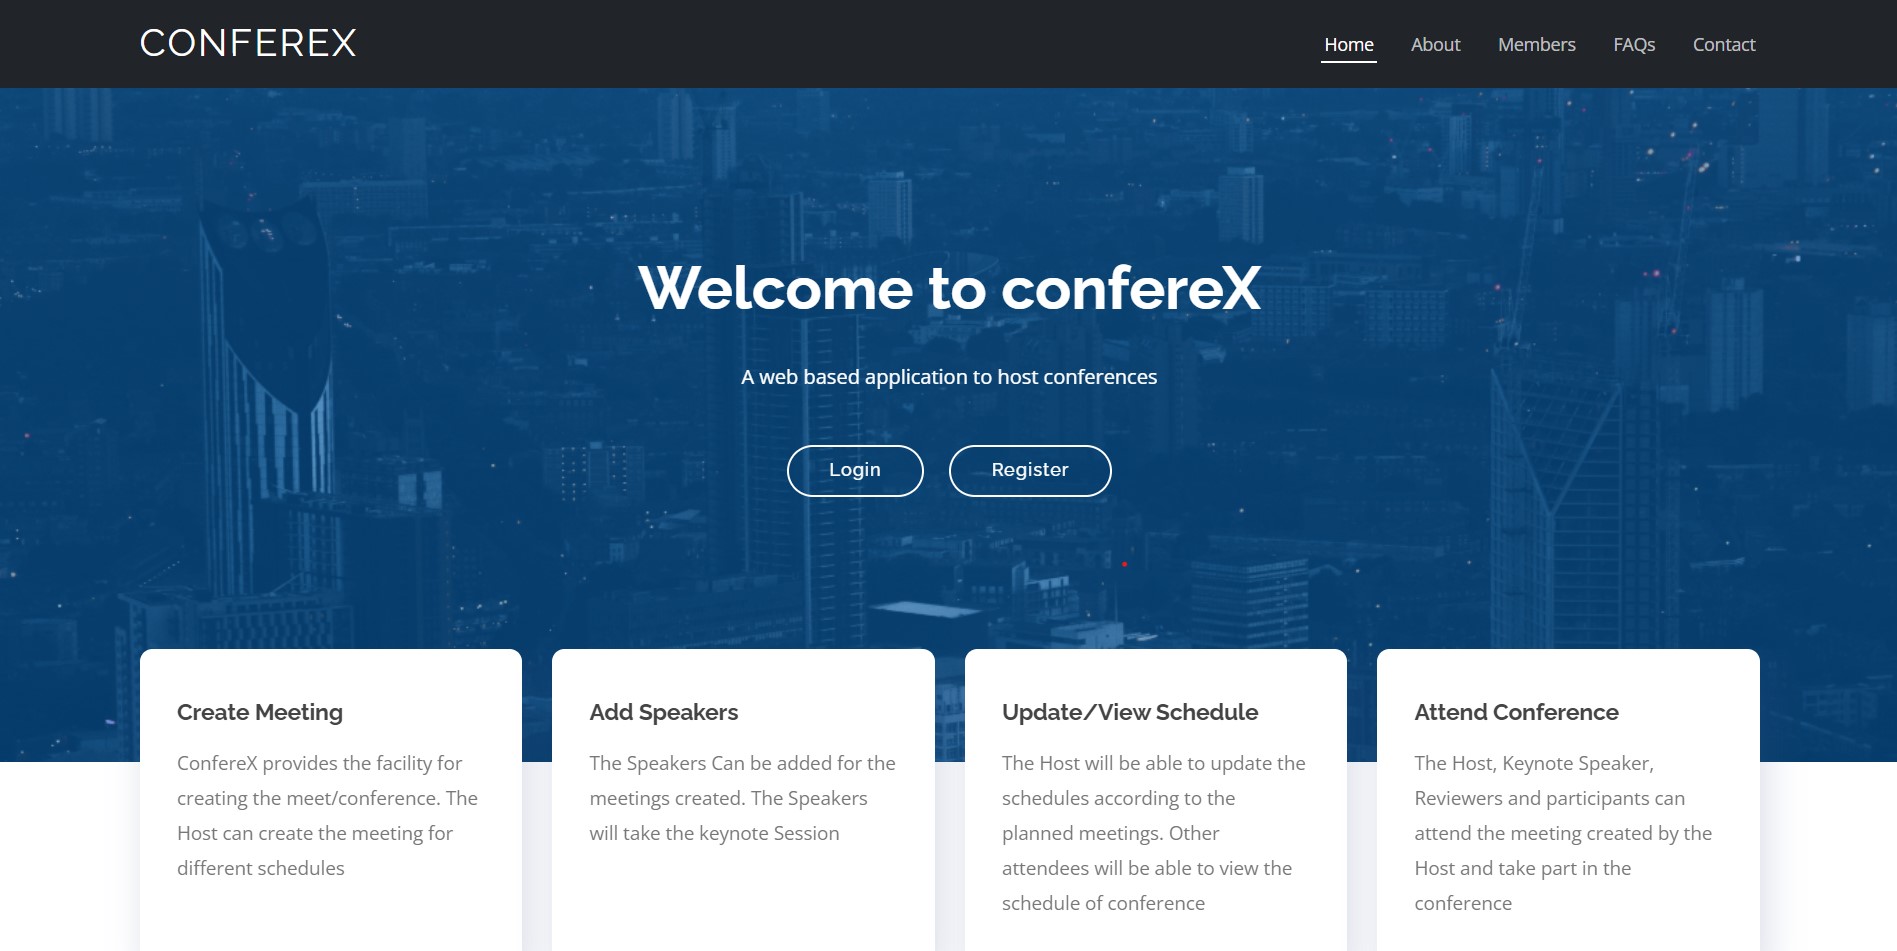 CONFEREX
Home About Members FAQs Contact
Welcome to confereX
A web based application to host conferences
Login Register
Create Meeting
ConfereX provides the facility for
creating the meet/conference. The
Host can create the meeting for
different schedules
Add Speakers
The Speakers Can be added for the
meetings created. The Speakers
will take the keynote Session
Update/View Schedule
The Host will be able to update the
schedules according to the
planned meetings. Other
attendees will be able to view the
schedule of conference
Attend Conference
The Host, Keynote Speaker,
Reviewers and participants can
attend the meeting created by the
Host and take part in the
conference